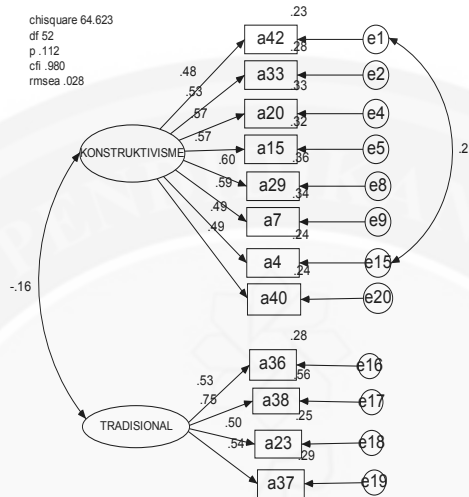 chisquare 64.623
df 52
p .112
cfi .980
rmsea .028
.23
a42
e1
.28
.48
a33
e2
.53
.33
a20
e4
.57
.32
a15
e5
.57
.36
KONSTRUKTIVISME
.2
.60
a29
e8
.34
.59
a7
e9
.49
.24
a4
e15
.49
.24
a40
e20
-.16
.28
a36
e16
.53
.56
a38
e17
.75
.25
TRADISIONAL
.50
a23
e18
.54
.29
a37
e19